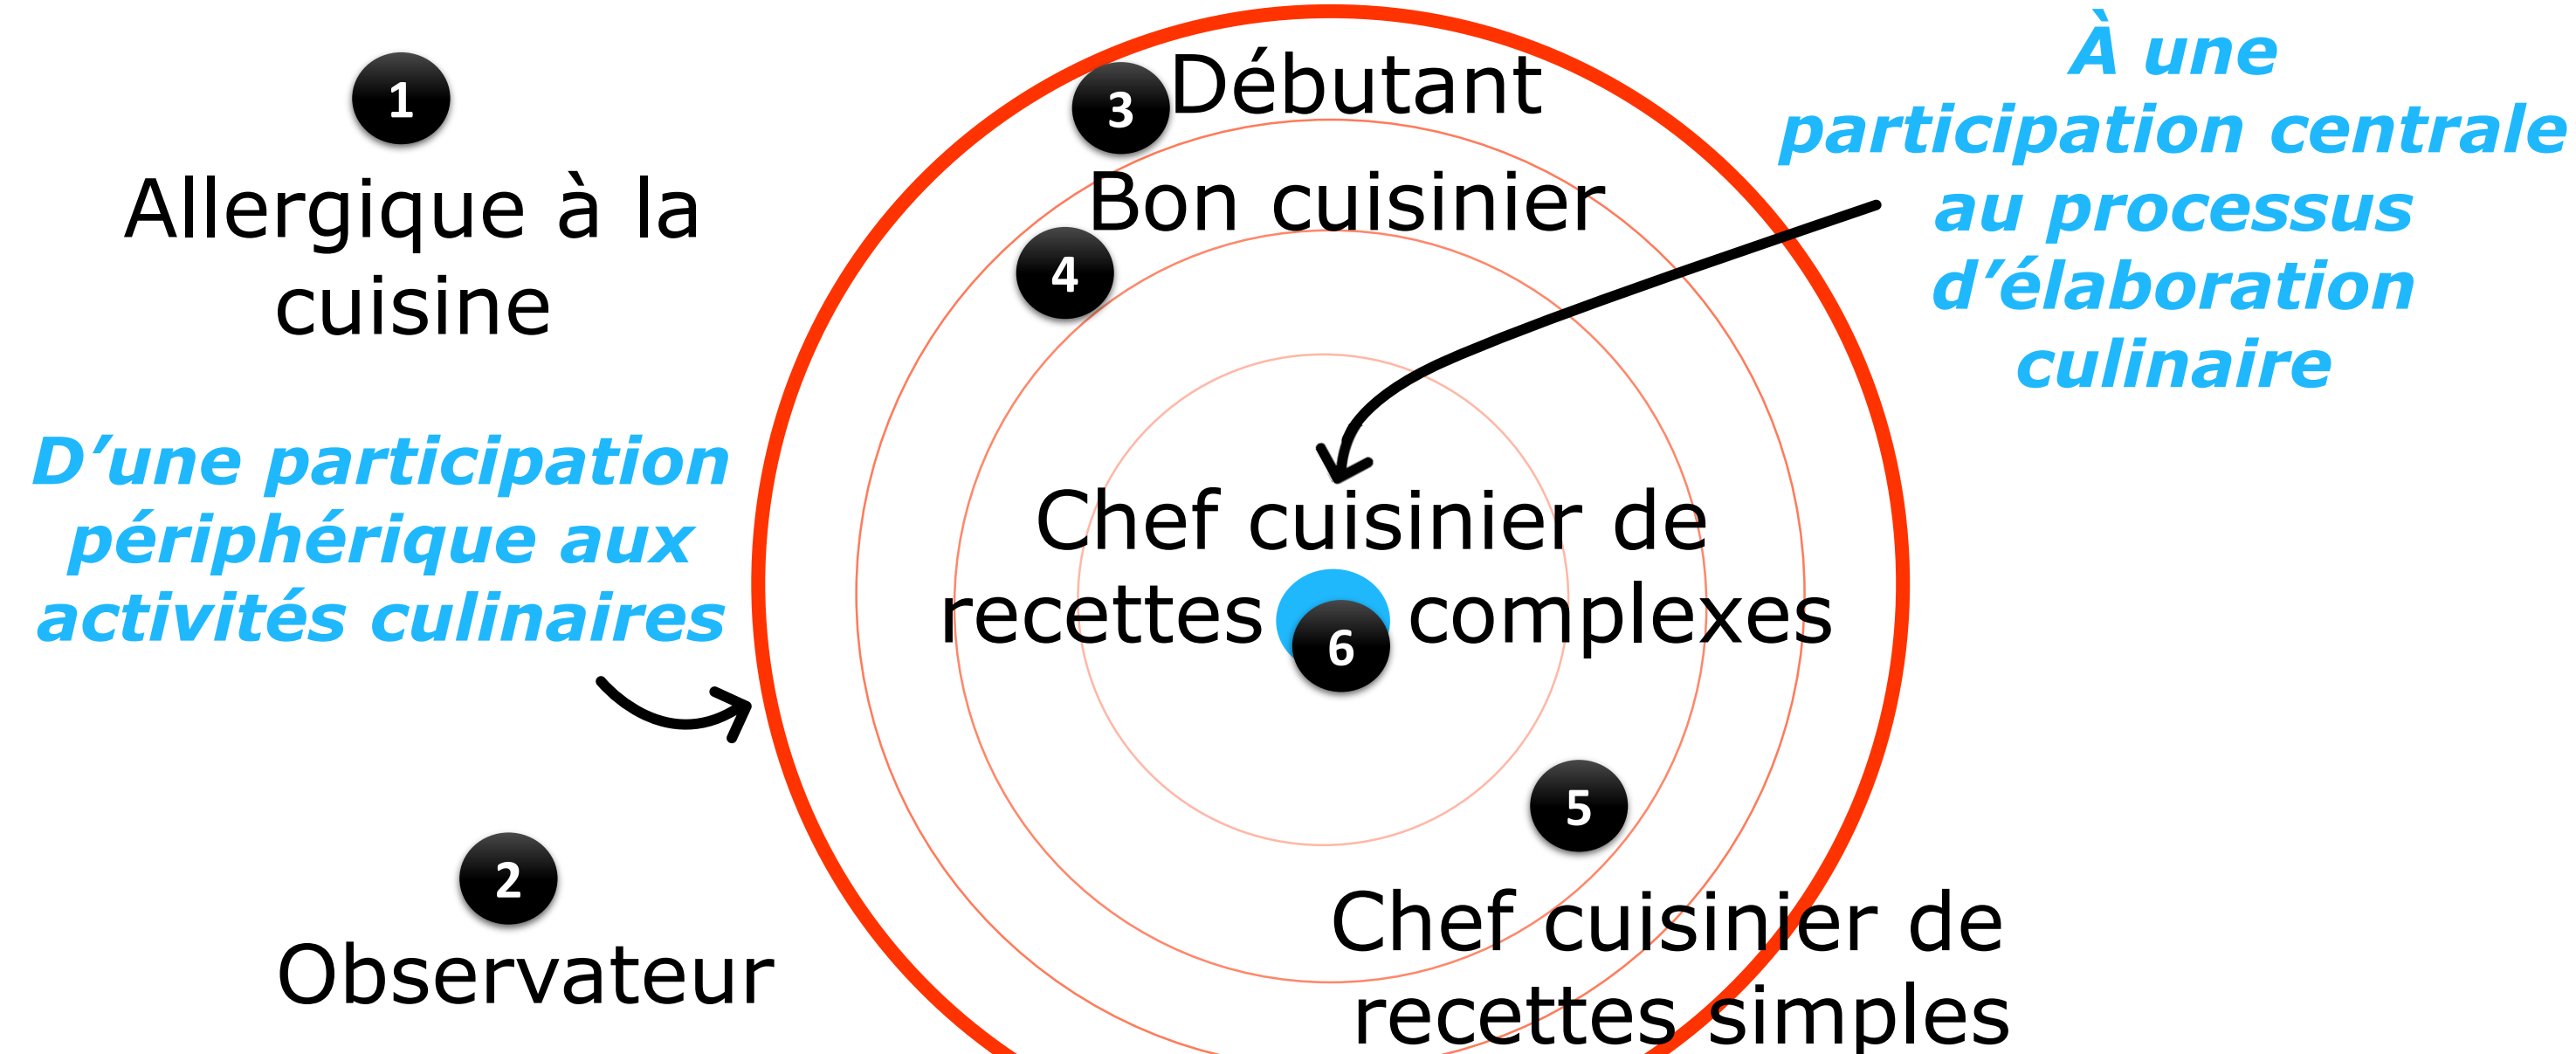 1
Allergique à la
cuisine
D’une participation
périphérique aux
activités culinaires
2
Observateur
3
Débutant
Bon cuisinier
4
Chef cuisinier de
recettes complexes
6
5
Chef cuisinier de
recettes simples
À une
participation centrale
au processus
d’élaboration
culinaire